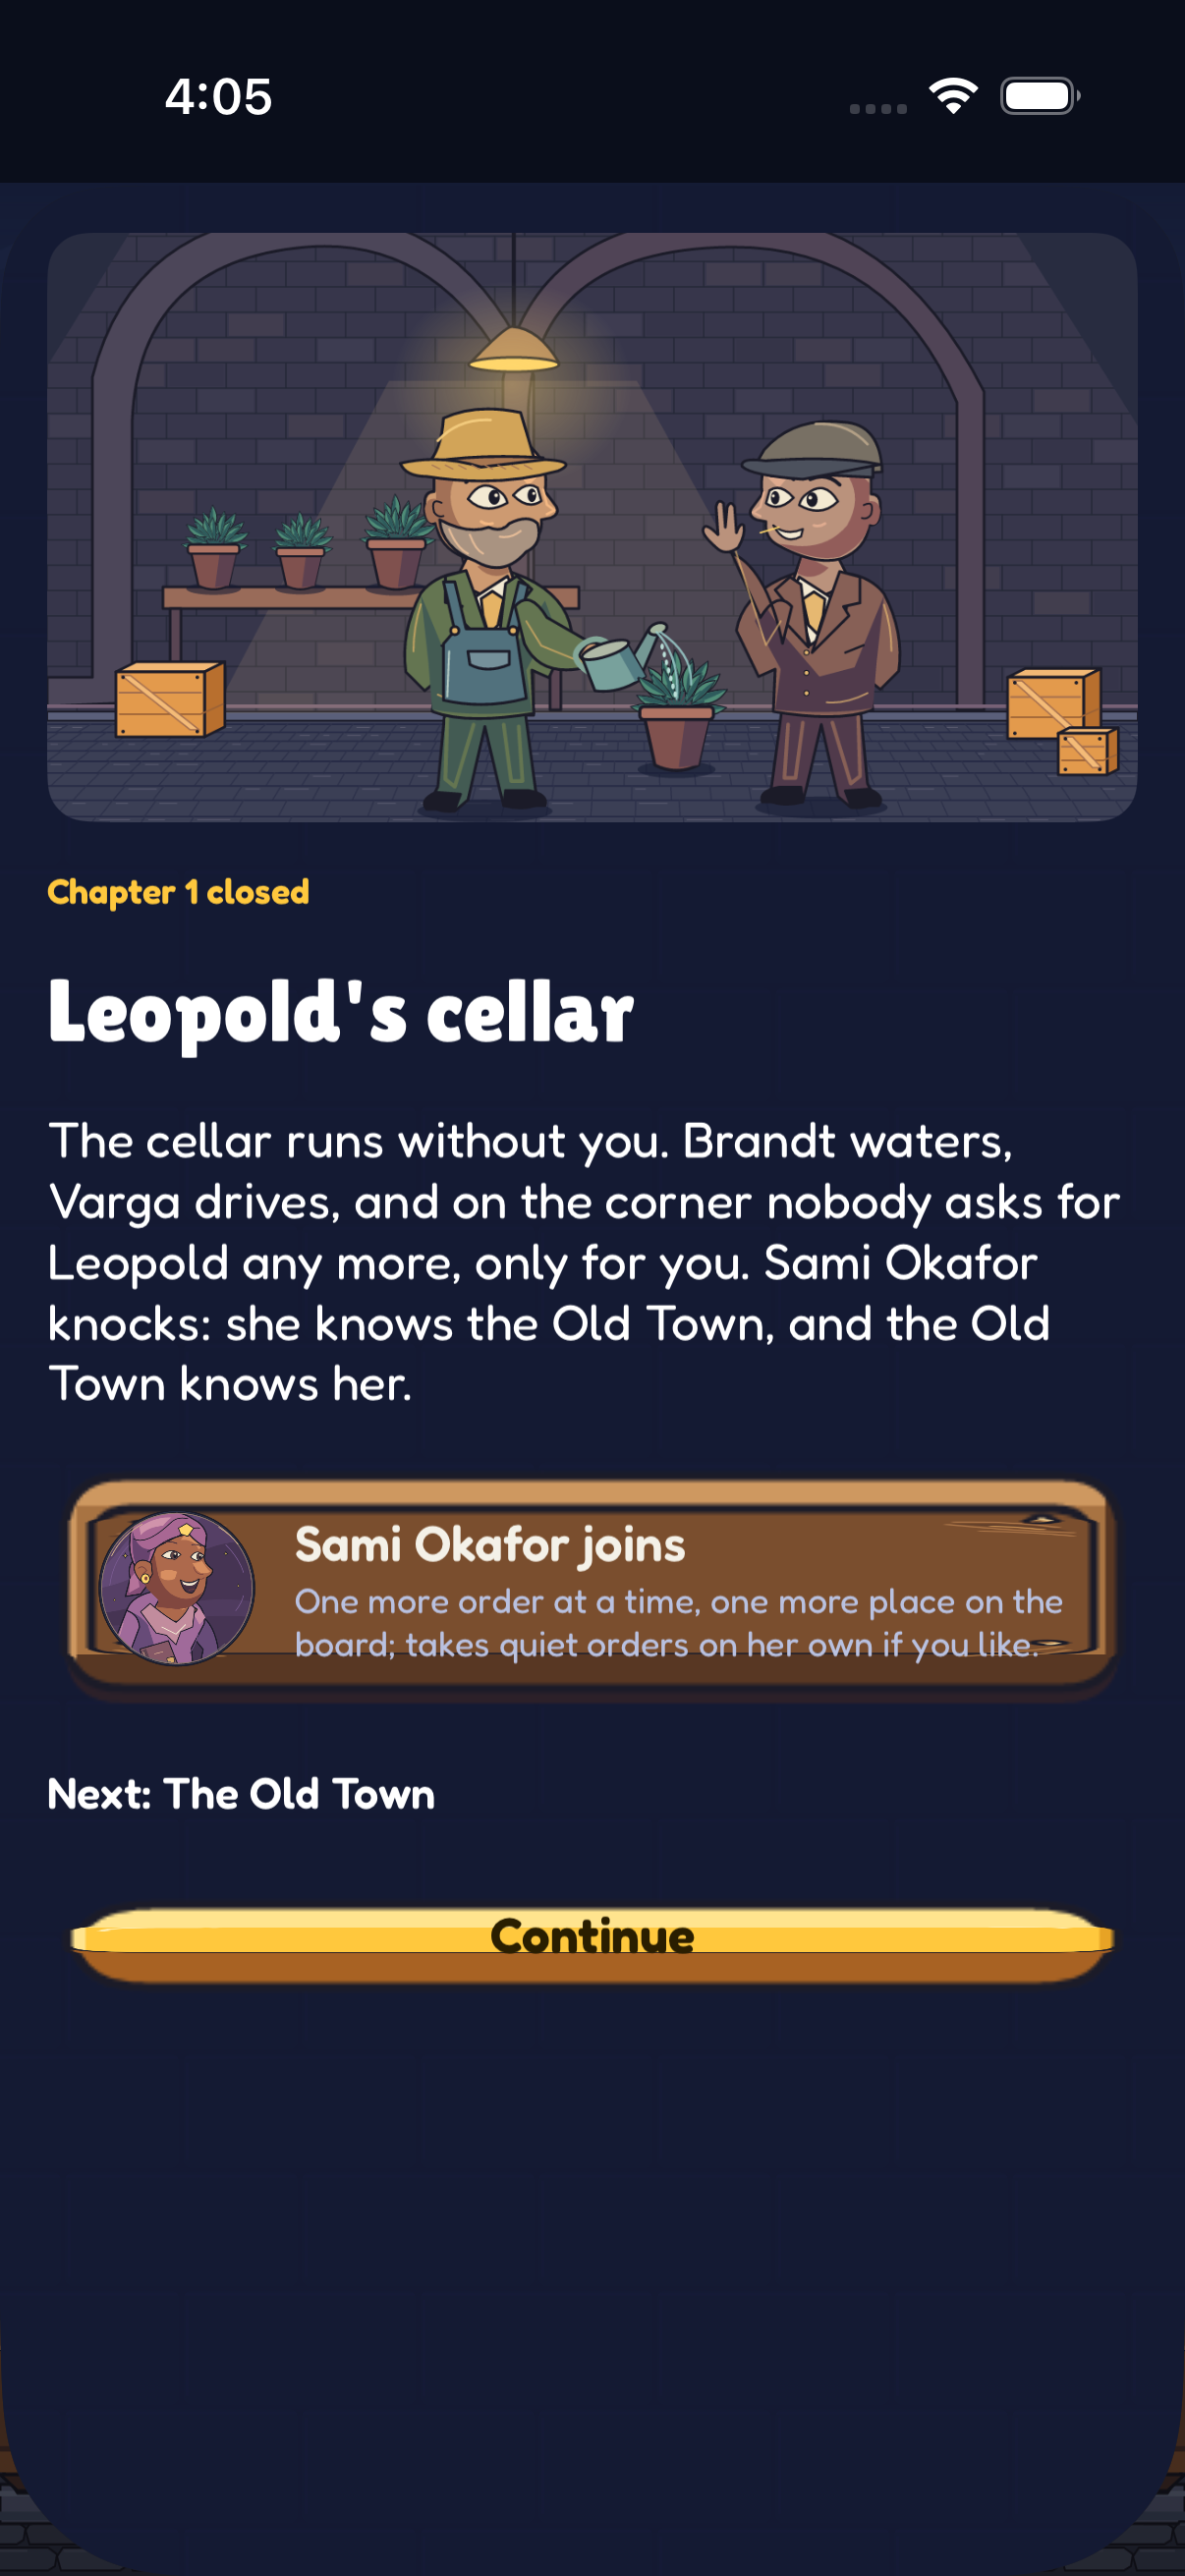 4:05
Chapter 1 closed
Leopold's cellar
The cellar runs without you. Brandt waters,
Varga drives, and on the corner nobody asks for
Leopold any more, only for you. Sami Okafor
knocks: she knows the Old Town, and the Old
Town knows her.
Sami Okafor joins
One more order at a time, one more place on the
board; takes quiet orders on her own if you like.
Next: The Old Town
Continue